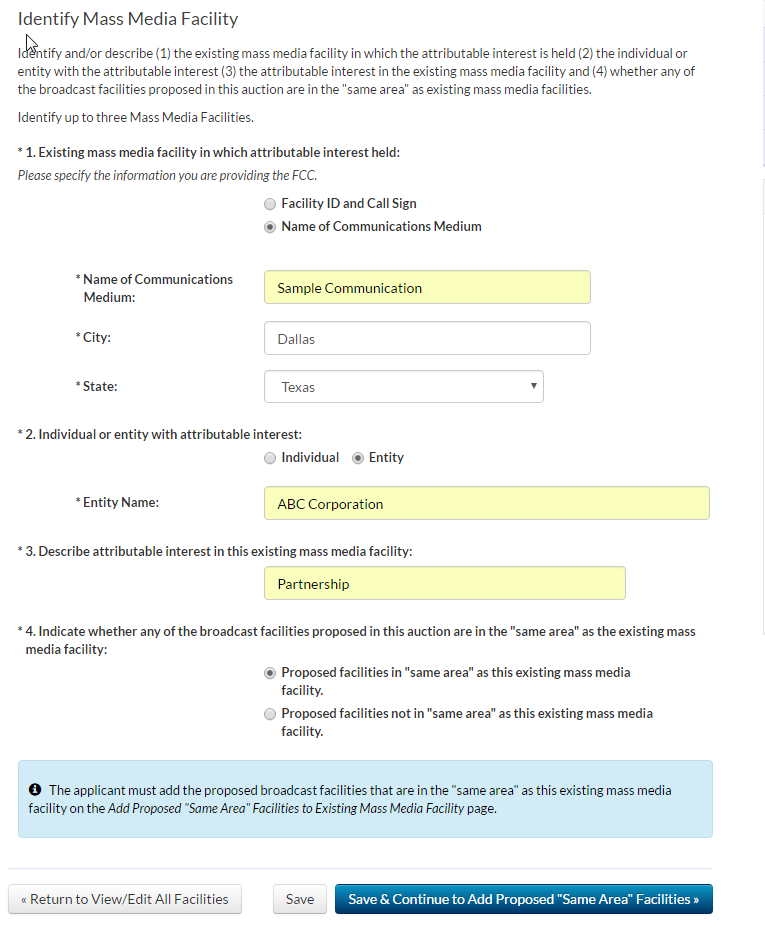 Identify Mass Media Facility
Identify and/or describe (1) the existing mass media facility in which the attributable interest is held (2) the individual or
entity with the attributable interest (3) the attributable interest in the existing mass media facility and (4) whether any of
the broadcast facilities proposed in this auction are in the "same area" as existing mass media facilities.
Identify up to three Mass Media Facilities.
* 1. Existing mass media facility in which attributable interest held:
Please specify the information you are providing the FCC.
Facility ID and Call Sign
Name of Communications Medium
* Name of Communications
Medium:
Sample Communication
* City:
Dallas
* State:
Texas
* 2. Individual or entity with attributable interest:
Individual Entity
* Entity Name:
ABC Corporation
* 3. Describe attributable interest in this existing mass media facility:
Partnership
* 4. Indicate whether any of the broadcast facilities proposed in this auction are in the "same area" as the existing mass
media facility:
Proposed facilities in "same area" as this existing mass media
facility.
Proposed facilities not in "same area" as this existing mass media
facility.
The applicant must add the proposed broadcast facilities that are in the "same area" as this existing mass media
facility on the Add Proposed "Same Area" Facilities to Existing Mass Media Facility page.
« Return to View/Edit All Facilities Save Save & Continue to Add Proposed "Same Area" Facilities »